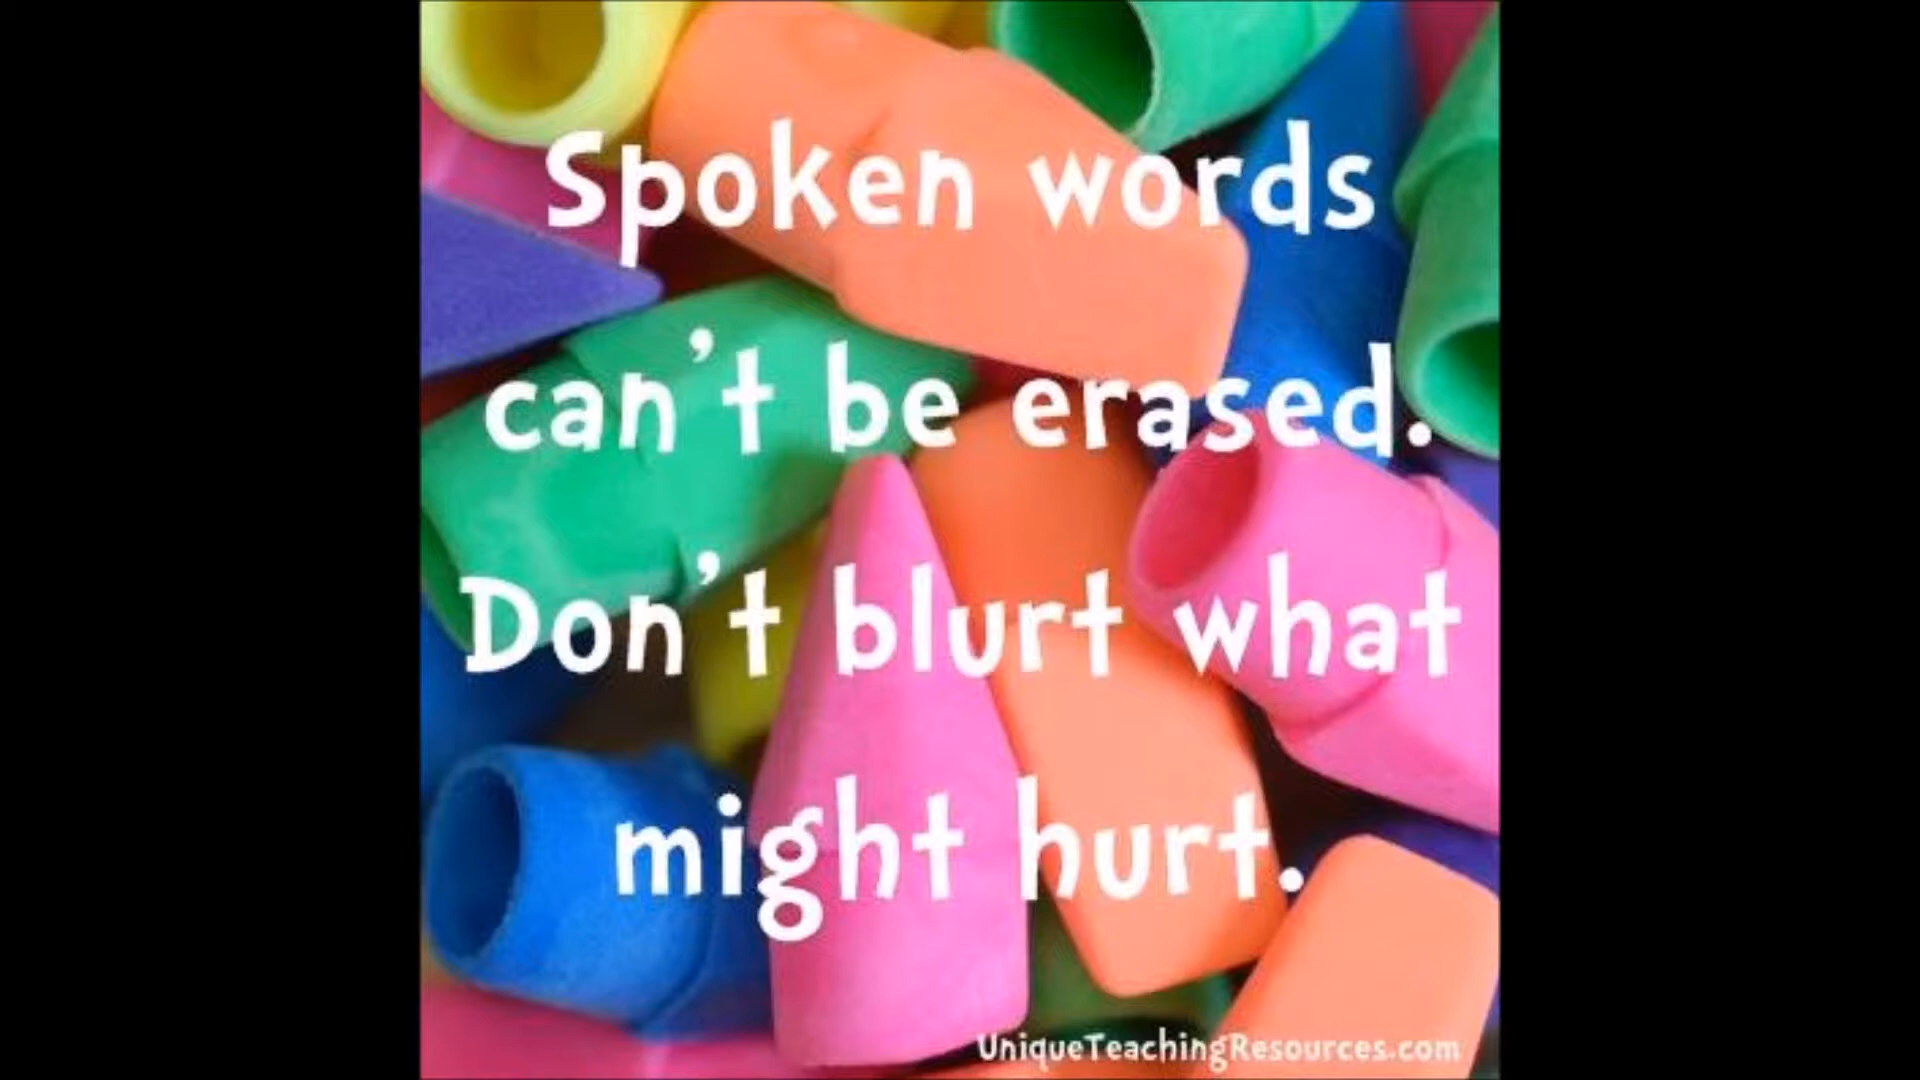 Spoken words
can't be erased.
Don't blurt what
might hurt.
UniqueTeachingResources.com